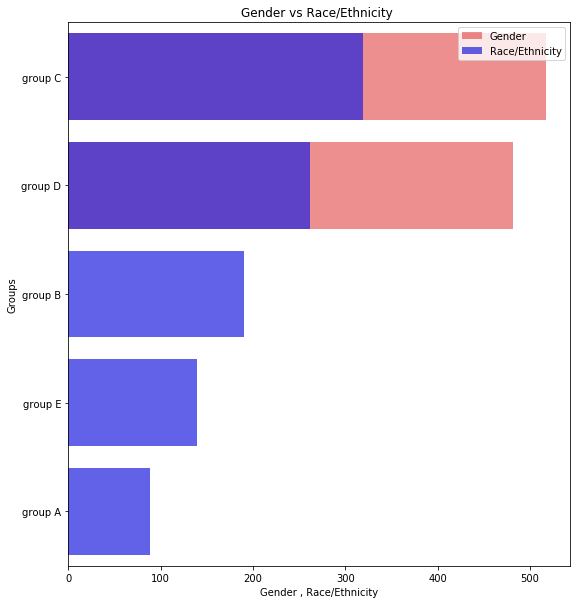 Gender vs Race/Ethnicity
Gender
Race/Ethnicity
group C
group D
group B
group E
group A
Groups
0 100 200 300 400 500
Gender , Race/Ethnicity